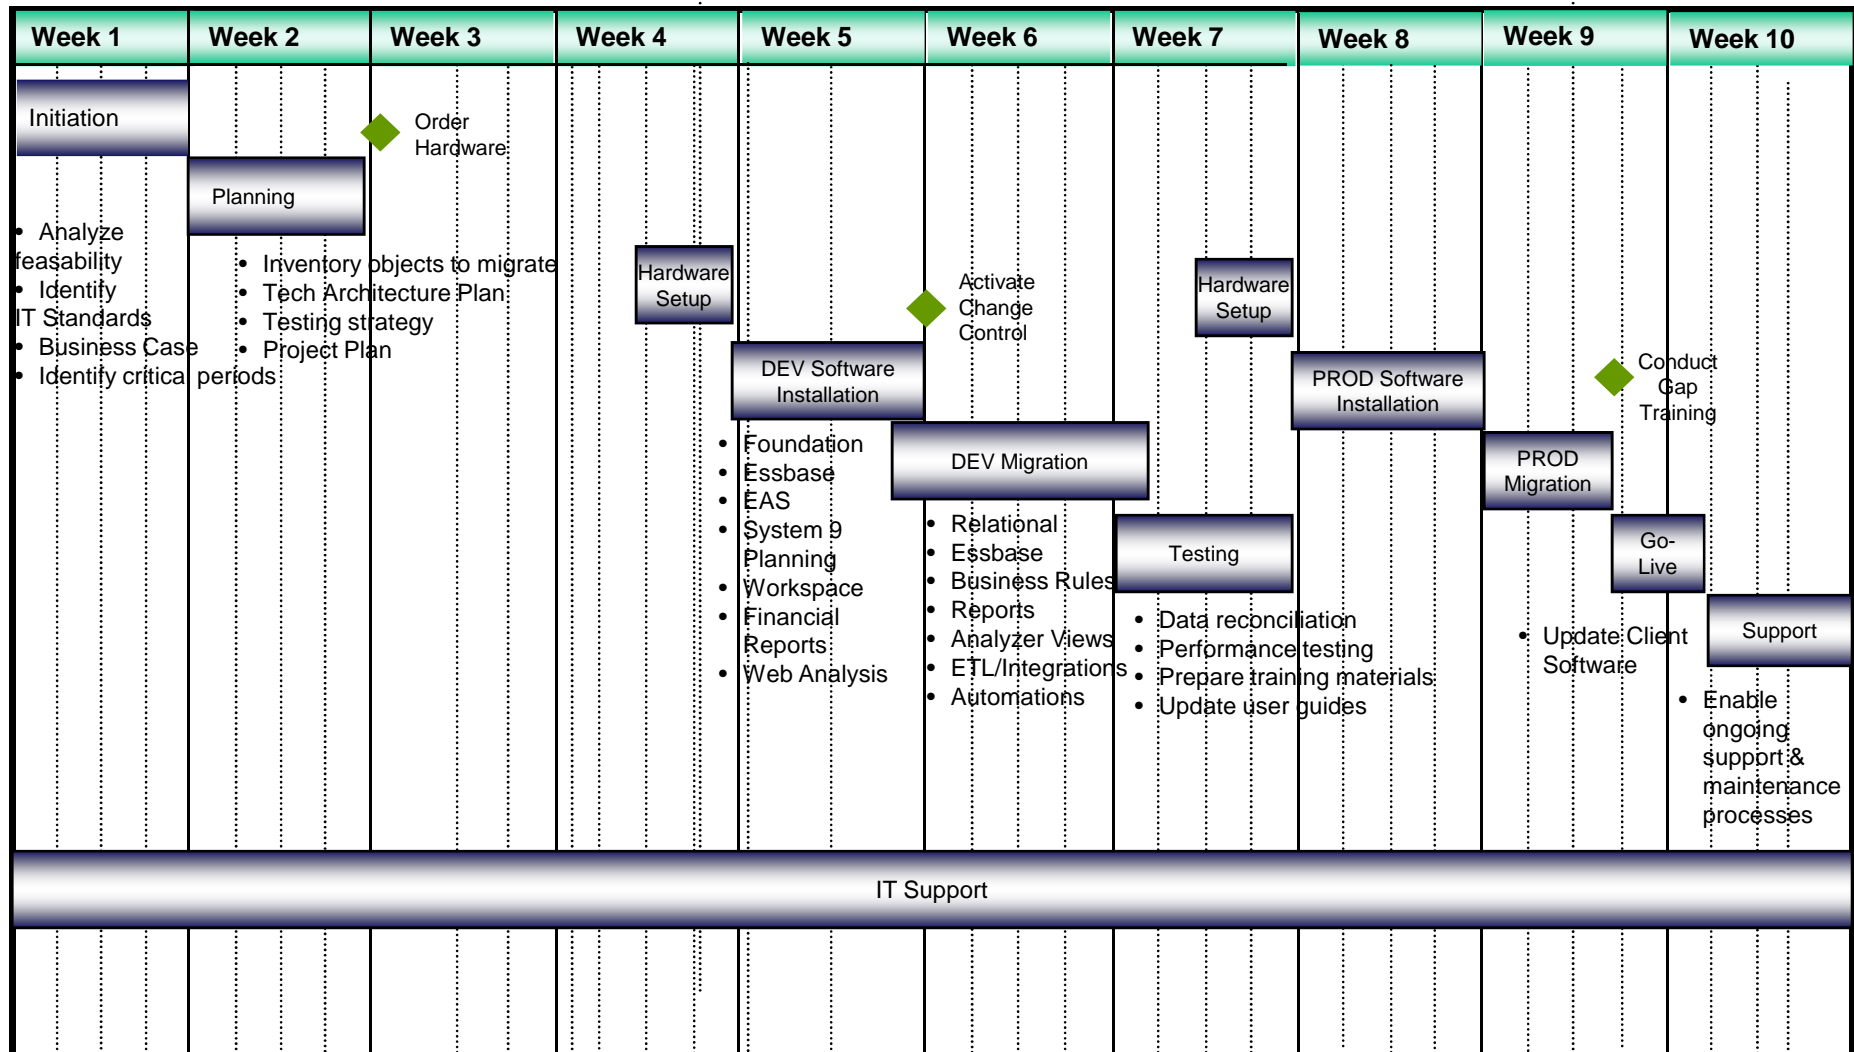 Week 1
Week 2
Week 3
Week 4
Week 5
Week 6
Week 7
Week 8
Week 9
Week 10
Initiation
Order
Hardware
Planning
• Analyze
feasability
• Identify
IT Standards
• Business Case
• Identify critical periods
• Inventory objects to migrate
• Tech Architecture Plan
• Testing strategy
• Project Plan
Hardware
Setup
DEV Software
Installation
• Foundation
• Essbase
• EAS
• System 9
Planning
• Workspace
• Financial
Reports
• Web Analysis
Activate
Change
Control
DEV Migration
• Relational
• Essbase
• Business Rules
• Reports
• Analyzer Views
• ETL/Integrations
• Automations
Hardware
Setup
Testing
• Data reconciliation
• Performance testing
• Prepare training materials
• Update user guides
PROD Software
Installation
Conduct
Gap
Training
PROD
Migration
Go-
Live
• Update Client
Software
Support
• Enable
ongoing
support &
maintenance
processes
IT Support